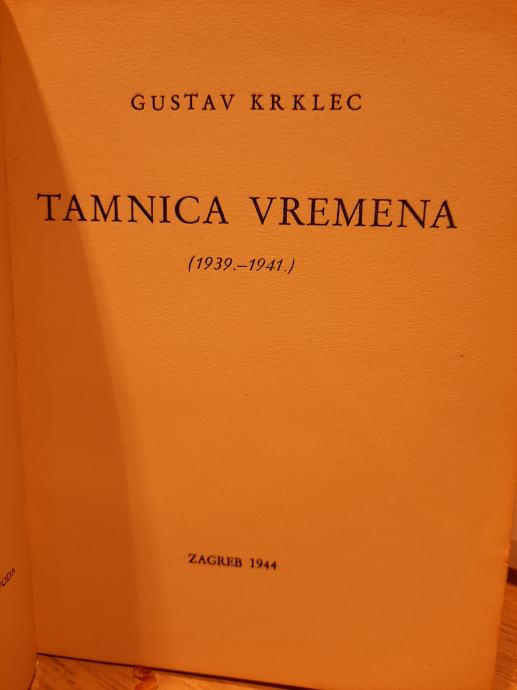 GUSTAV KRKLEC
TAMNICA VREMENA
(1939.–1941.)
ZAGREB 1944